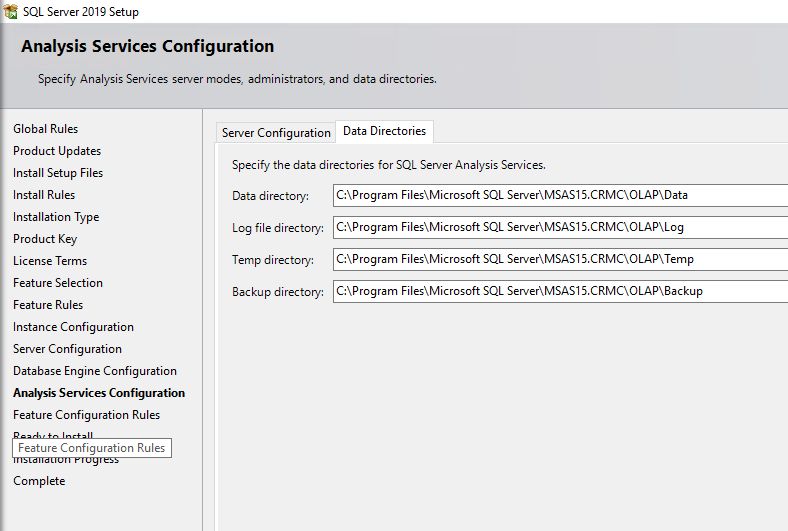 SQL Server 2019 Setup
Analysis Services Configuration
Specify Analysis Services server modes, administrators, and data directories.
Global Rules
Product Updates
Install Setup Files
Install Rules
Installation Type
Product Key
License Terms
Feature Selection
Feature Rules
Instance Configuration
Server Configuration
Database Engine Configuration
Analysis Services Configuration
Feature Configuration Rules
Ready to Install
Feature Configuration Rules
Installation Progress
Complete
Server Configuration
Data Directories
Specify the data directories for SQL Server Analysis Services.
Data directory: C:\Program Files\Microsoft SQL Server\MSAS15.CRMC\OLAP\Data
Log file directory: C:\Program Files\Microsoft SQL Server\MSAS15.CRMC\OLAP\Log
Temp directory: C:\Program Files\Microsoft SQL Server\MSAS15.CRMC\OLAP\Temp
Backup directory: C:\Program Files\Microsoft SQL Server\MSAS15.CRMC\OLAP\Backup